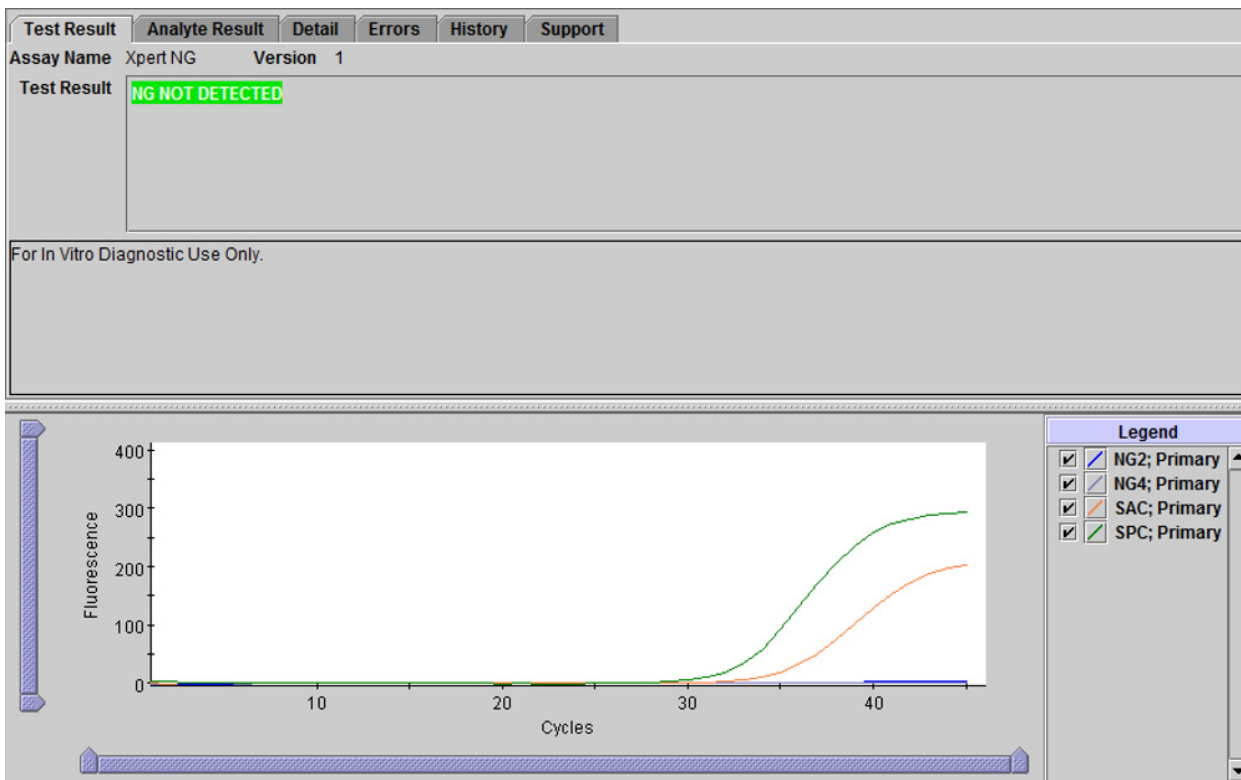 Test Result Analyte Result Detail Errors History Support
Assay Name Xpert NG Version 1
Test Result NG NOT DETECTED
For In Vitro Diagnostic Use Only.
Legend
NG2; Primary
NG4; Primary
SAC; Primary
SPC; Primary
400
300
200
100
0
Fluorescence
10 20 30 40
Cycles